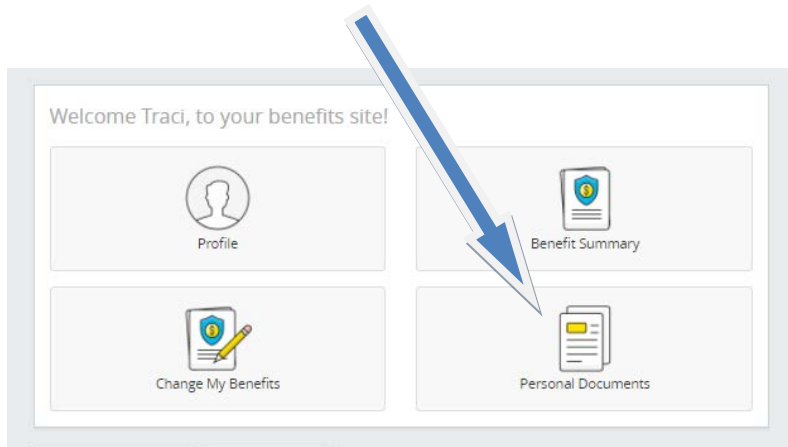 Welcome Traci, to your benefits site!
Profile
Benefit Summary
Change My Benefits
Personal Documents